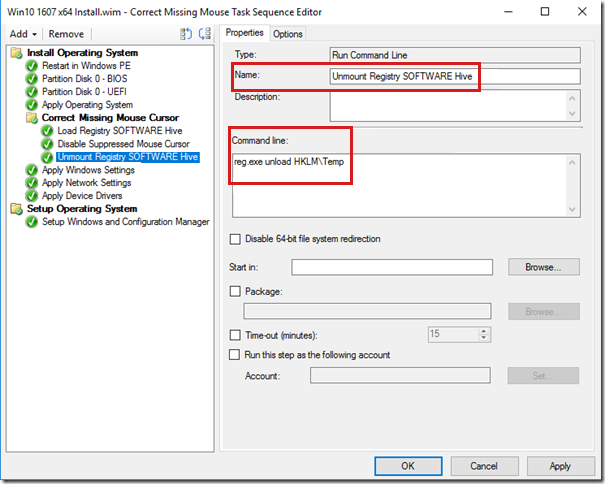 Win10 1607 x64 Install.wim - Correct Missing Mouse Task Sequence Editor
Add Remove
Install Operating System
Restart in Windows PE
Partition Disk 0 - BIOS
Partition Disk 0 - UEFI
Apply Operating System
Correct Missing Mouse Cursor
Load Registry SOFTWARE Hive
Disable Suppressed Mouse Cursor
Unmount Registry SOFTWARE Hive
Apply Windows Settings
Apply Network Settings
Apply Device Drivers
Setup Operating System
Setup Windows and Configuration Manager
Properties Options
Type: Run Command Line
Name: Unmount Registry SOFTWARE Hive
Description:
Command line:
reg.exe unload HKLM\Temp
Disable 64-bit file system redirection
Start in: Browse...
Package:
Browse...
Time-out (minutes): 15
Run this step as the following account
Account: Set...
OK Cancel Apply